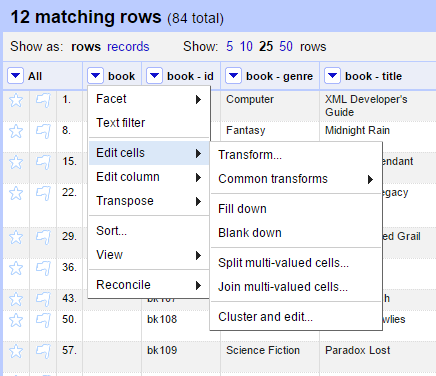 12 matching rows (84 total)
Show as: rows records Show: 5 10 25 50 rows
All book book - id book - genre book - title
1. Computer XML Developer's Guide
8. Fantasy Midnight Rain
15. endant
22. egacy
29. ed Grail
36.
43. bk107
50. bk108 wlies
57. bk109 Science Fiction Paradox Lost
Facet
Text filter
Edit cells
Edit column
Transpose
Sort...
View
Reconcile
Transform...
Common transforms
Fill down
Blank down
Split multi-valued cells...
Join multi-valued cells...
Cluster and edit...